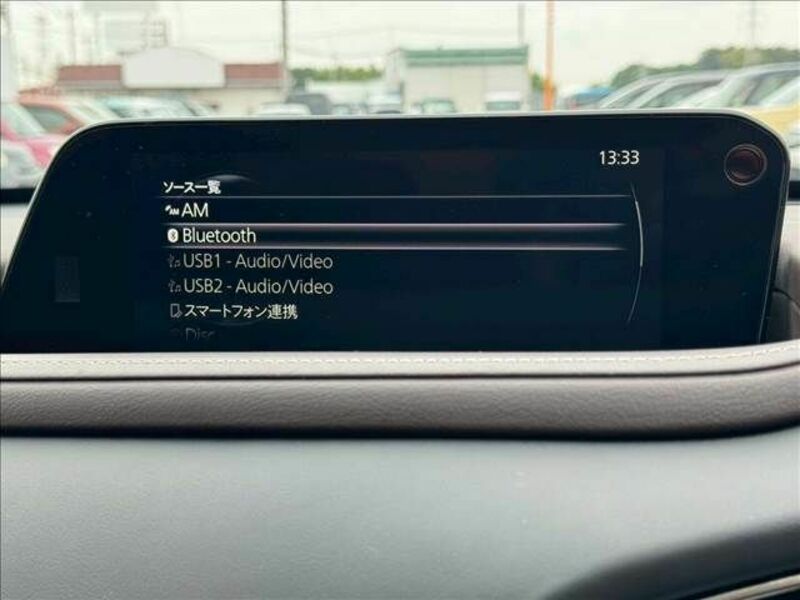 13:33
ソース一覧
AM
Bluetooth
USB1 - Audio/Video
USB2 - Audio/Video
スマートフォン連携
Disc